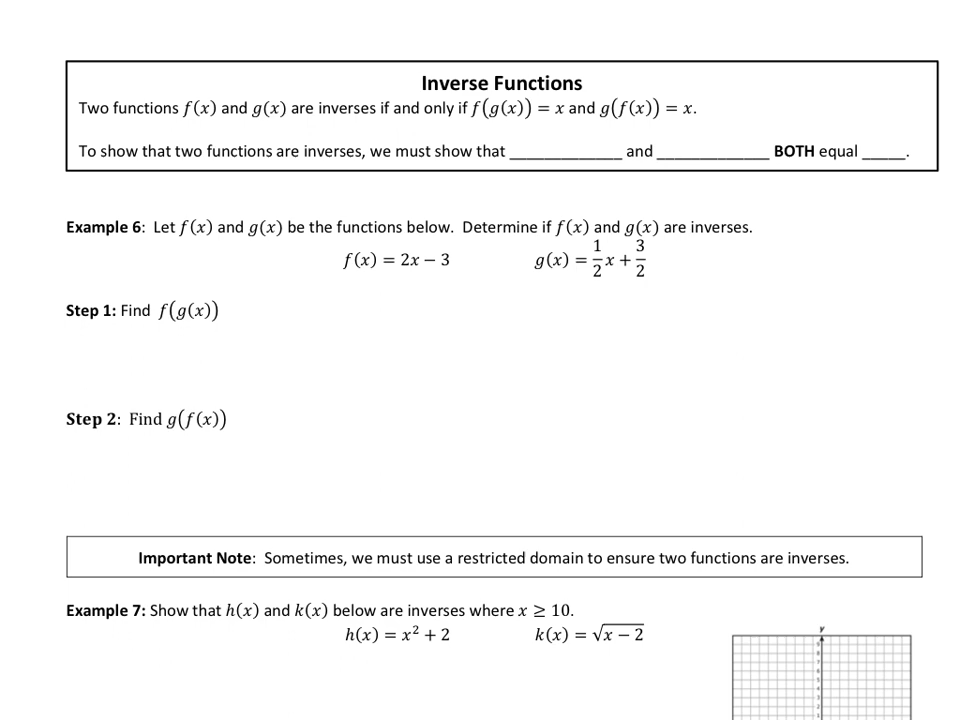 Inverse Functions
Two functions f(x) and g(x) are inverses if and only if f(g(x)) = x and g(f(x)) = x.
To show that two functions are inverses, we must show that _____________ and _____________ BOTH equal _____.
Example 6: Let f(x) and g(x) be the functions below. Determine if f(x) and g(x) are inverses.
f(x) = 2x − 3 g(x) = 1/2 x + 3/2
Step 1: Find f(g(x))
Step 2: Find g(f(x))
Important Note: Sometimes, we must use a restricted domain to ensure two functions are inverses.
Example 7: Show that h(x) and k(x) below are inverses where x ≥ 10.
h(x) = x² + 2 k(x) = √(x − 2)
y